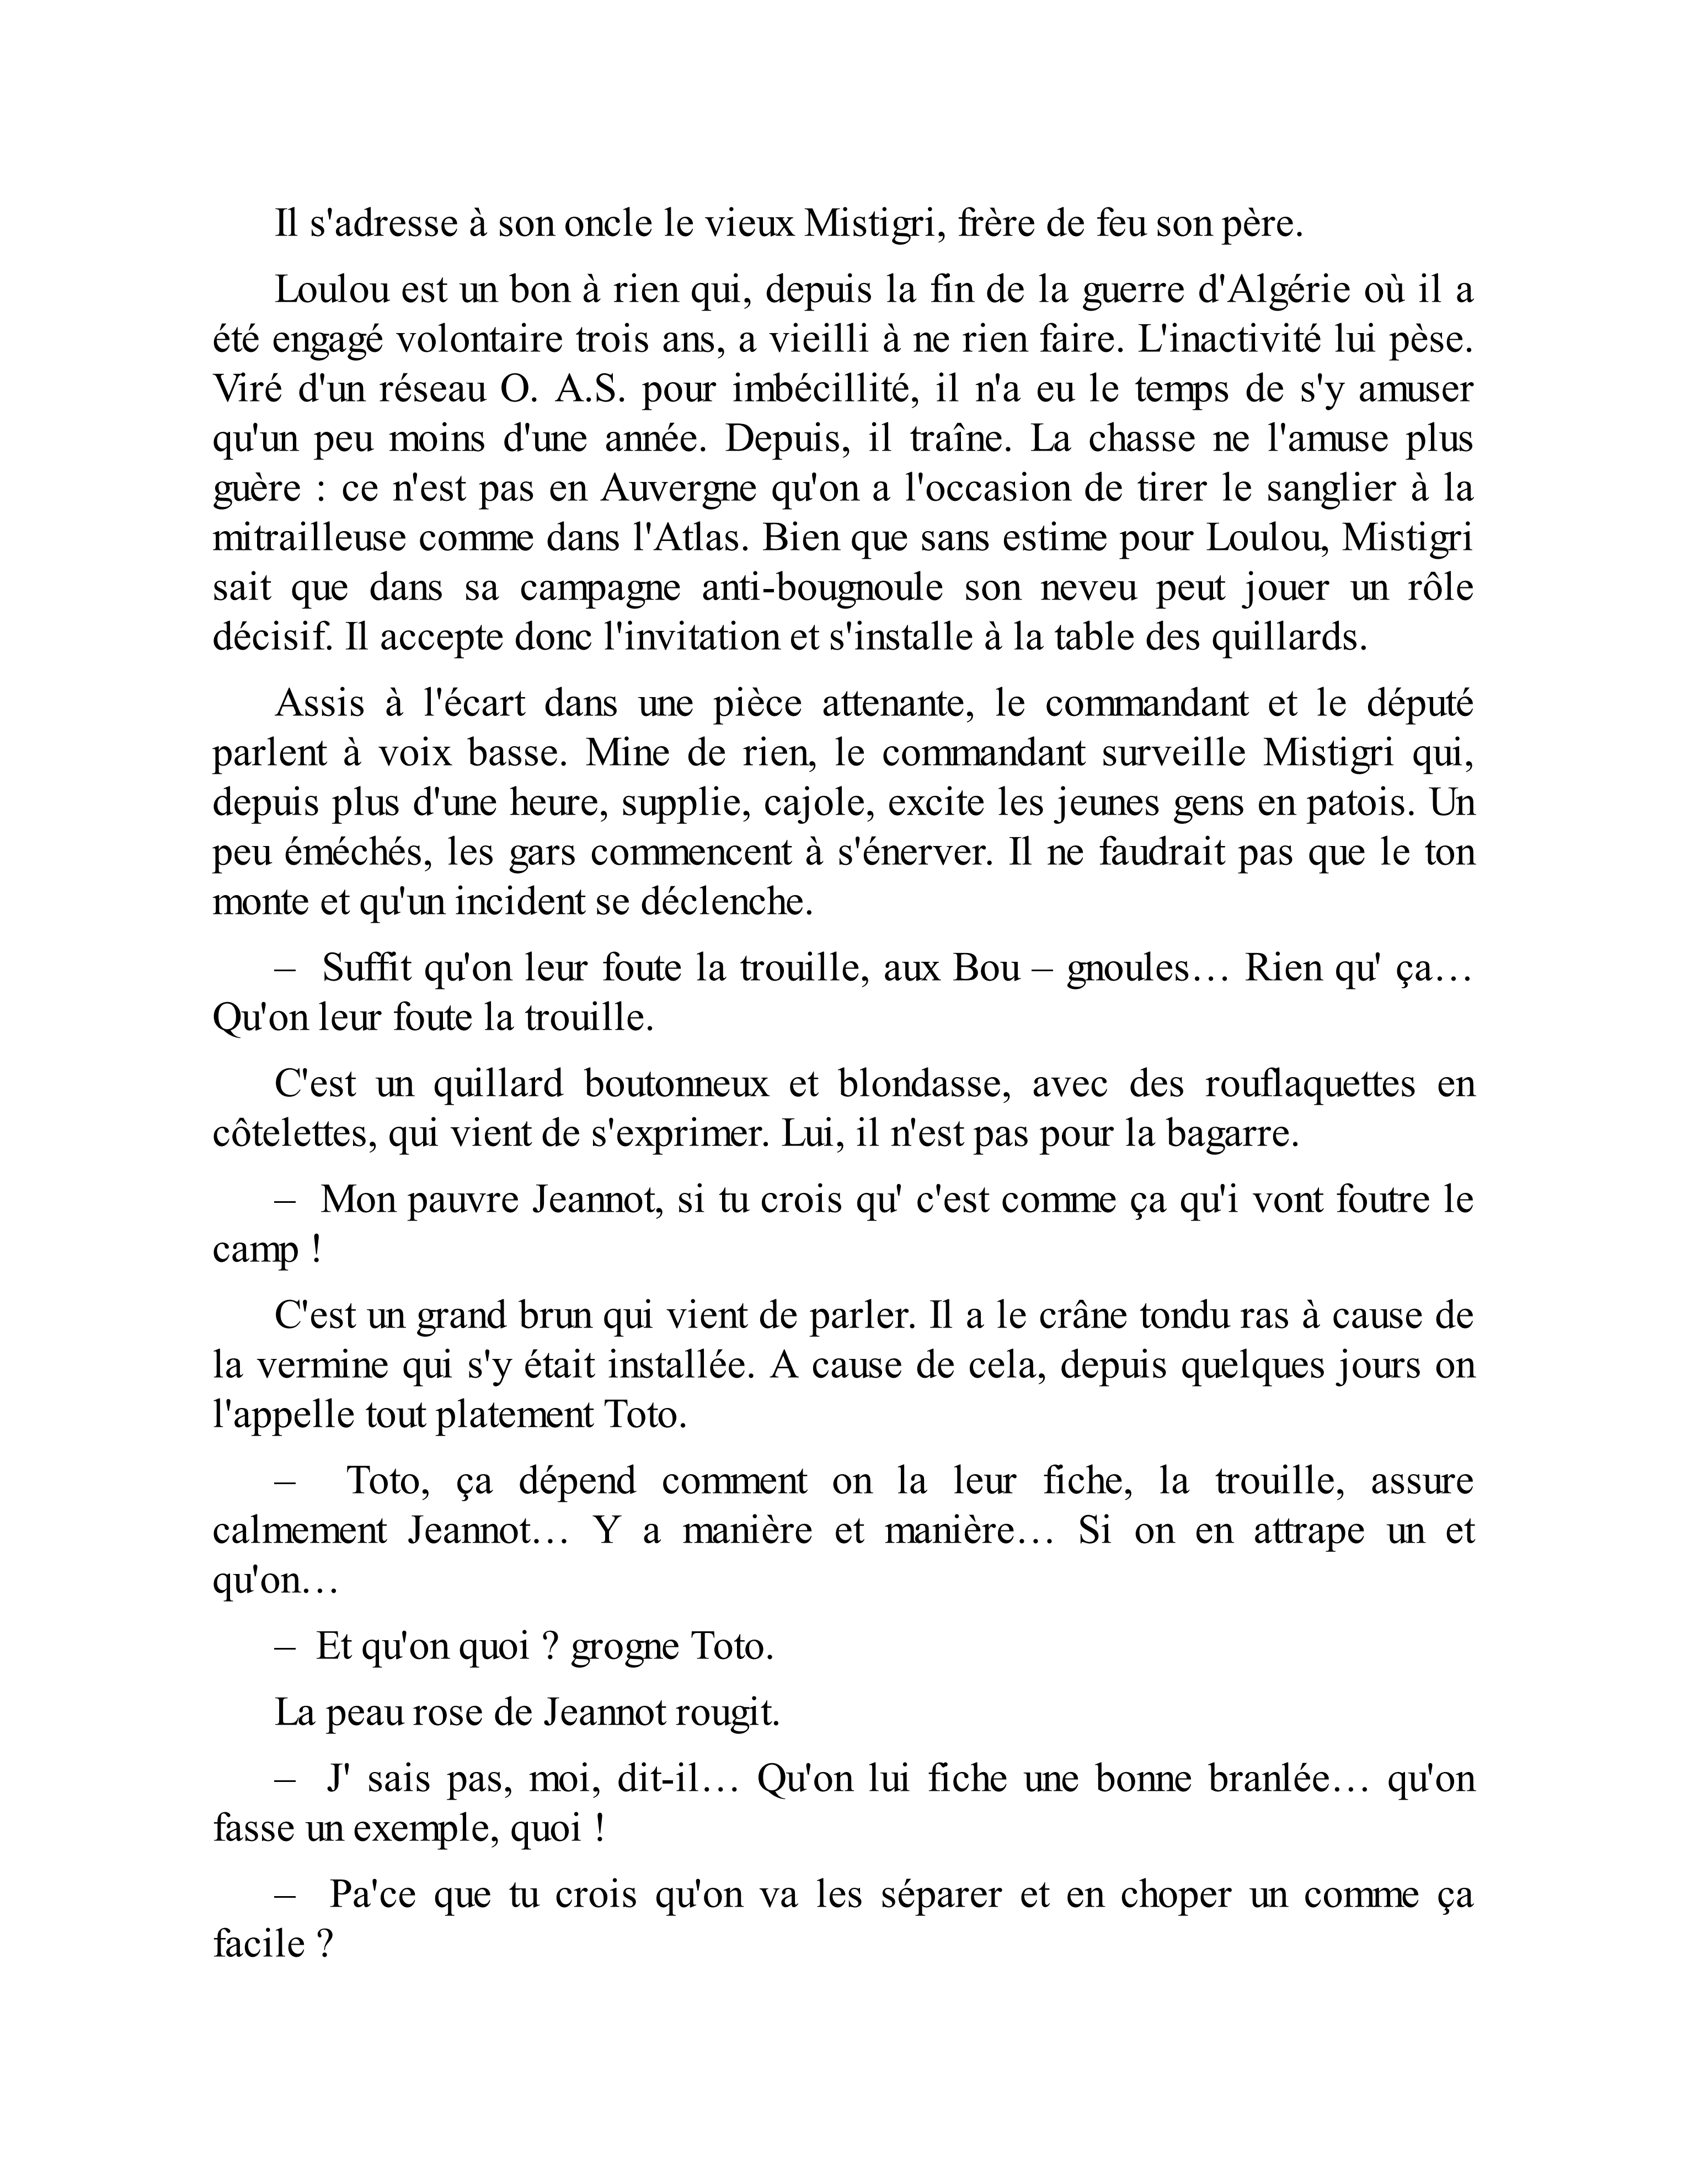 Il s'adresse à son oncle le vieux Mistigri, frère de feu son père.
Loulou est un bon à rien qui, depuis la fin de la guerre d'Algérie où il a
été engagé volontaire trois ans, a vieilli à ne rien faire. L'inactivité lui pèse.
Viré d'un réseau O. A.S. pour imbécillité, il n'a eu le temps de s'y amuser
qu'un peu moins d'une année. Depuis, il traîne. La chasse ne l'amuse plus
guère : ce n'est pas en Auvergne qu'on a l'occasion de tirer le sanglier à la
mitrailleuse comme dans l'Atlas. Bien que sans estime pour Loulou, Mistigri
sait que dans sa campagne anti-bougnoule son neveu peut jouer un rôle
décisif. Il accepte donc l'invitation et s'installe à la table des quillards.
Assis à l'écart dans une pièce attenante, le commandant et le député
parlent à voix basse. Mine de rien, le commandant surveille Mistigri qui,
depuis plus d'une heure, supplie, cajole, excite les jeunes gens en patois. Un
peu éméchés, les gars commencent à s'énerver. Il ne faudrait pas que le ton
monte et qu'un incident se déclenche.
– Suffit qu'on leur foute la trouille, aux Bou – gnoules… Rien qu' ça…
Qu'on leur foute la trouille.
C'est un quillard boutonneux et blondasse, avec des rouflaquettes en
côtelettes, qui vient de s'exprimer. Lui, il n'est pas pour la bagarre.
– Mon pauvre Jeannot, si tu crois qu' c'est comme ça qu'i vont foutre le
camp !
C'est un grand brun qui vient de parler. Il a le crâne tondu ras à cause de
la vermine qui s'y était installée. A cause de cela, depuis quelques jours on
l'appelle tout platement Toto.
– Toto, ça dépend comment on la leur fiche, la trouille, assure
calmement Jeannot… Y a manière et manière… Si on en attrape un et
qu'on…
– Et qu'on quoi ? grogne Toto.
La peau rose de Jeannot rougit.
– J' sais pas, moi, dit-il… Qu'on lui fiche une bonne branlée… qu'on
fasse un exemple, quoi !
– Pa'ce que tu crois qu'on va les séparer et en choper un comme ça
facile ?